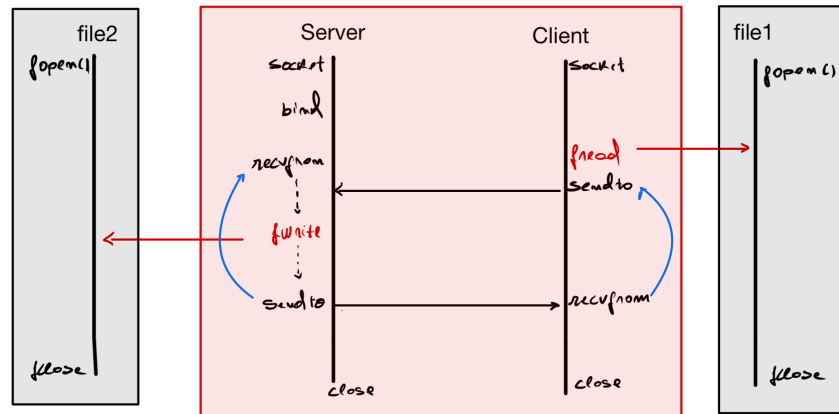 file2
fopen()
fclose
Server
socket
bind
recvfrom
fwrite
sendto
close
Client
socket
fread
sendto
recvfrom
close
file1
fopen()
fclose